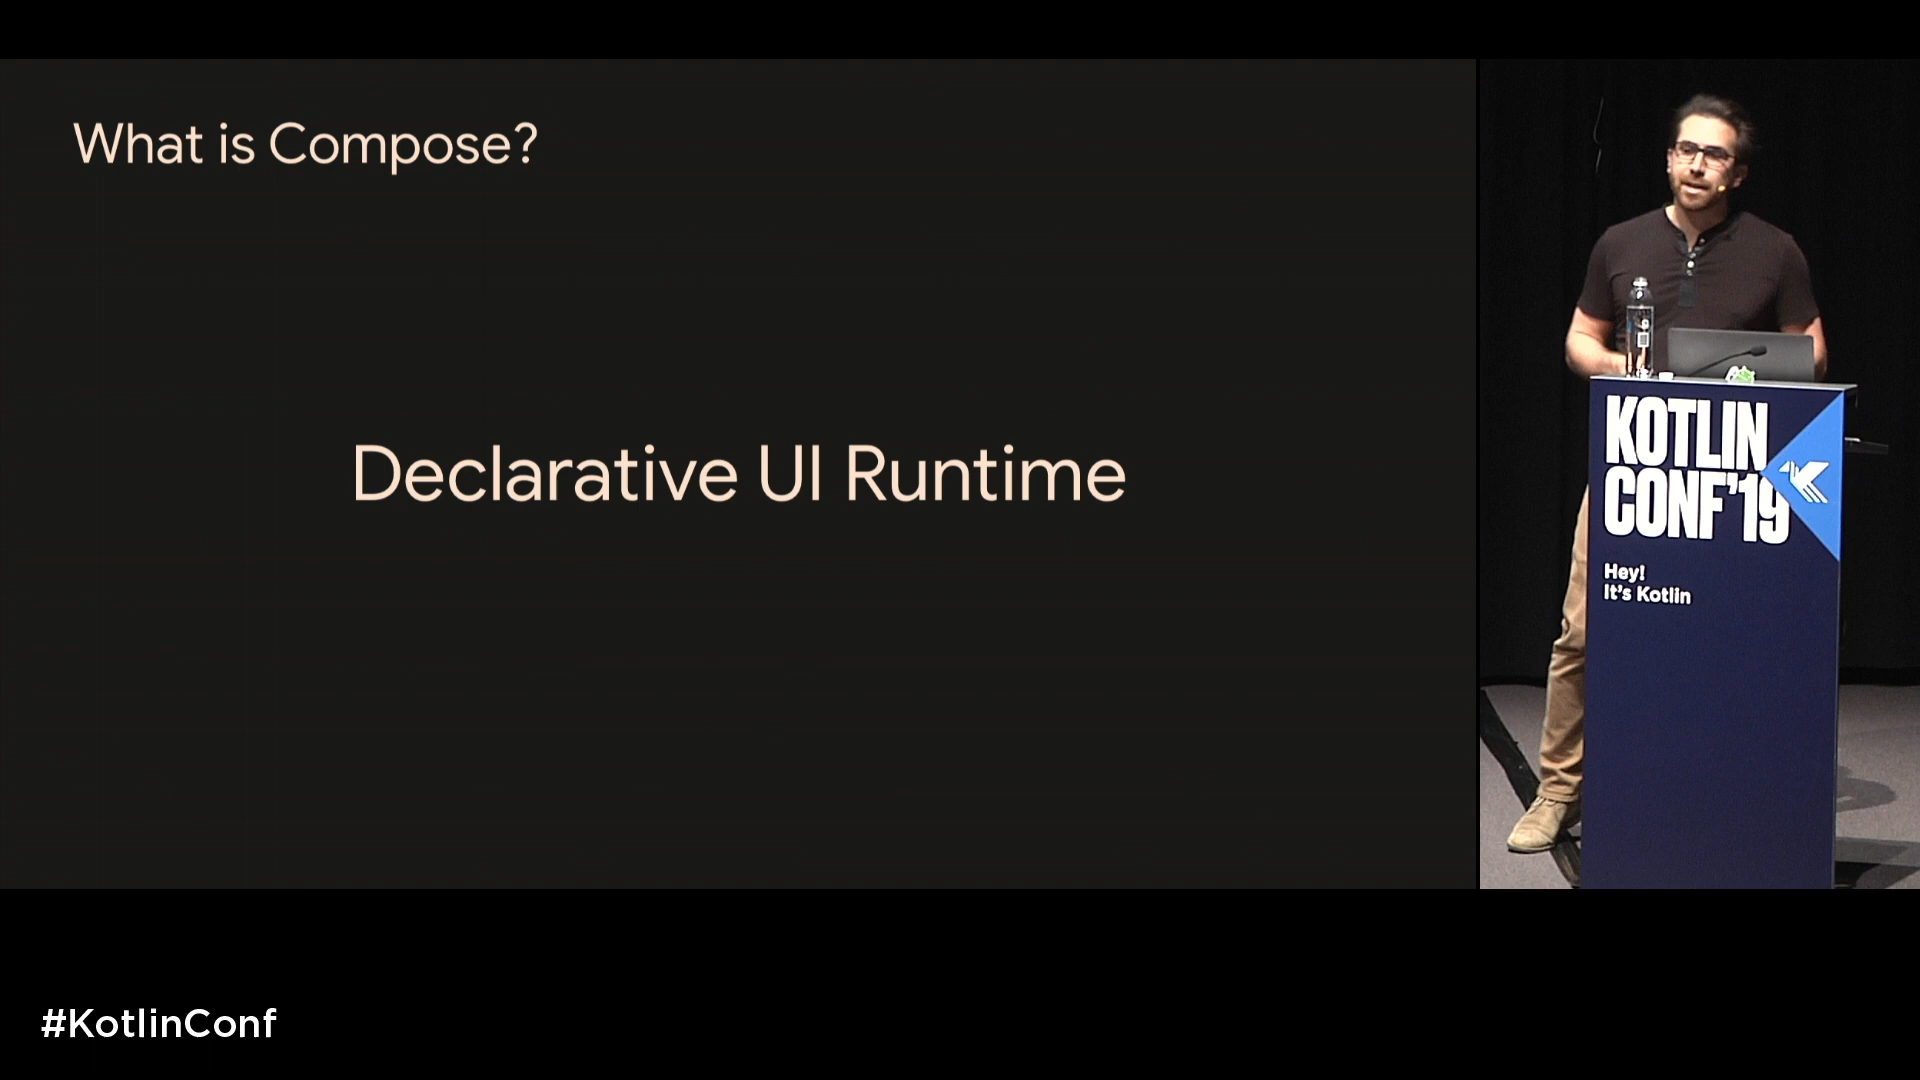 What is Compose?
Declarative UI Runtime
KOTLIN
CONF'19
Hey!
It's Kotlin
#KotlinConf